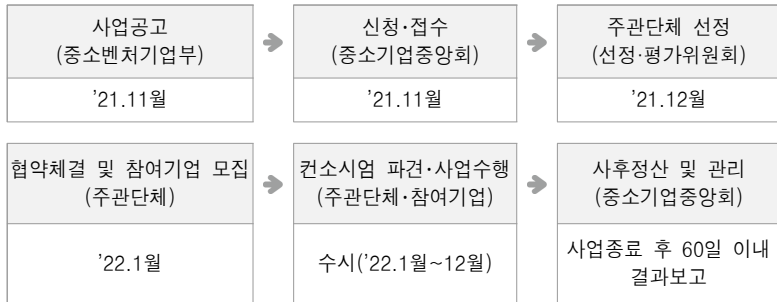 사업공고
(중소벤처기업부)
신청·접수
(중소기업중앙회)
주관단체 선정
(선정·평가위원회)
’21.11월
’21.11월
’21.12월
협약체결 및 참여기업 모집
(주관단체)
컨소시엄 파견·사업수행
(주관단체·참여기업)
사후정산 및 관리
(중소기업중앙회)
’22.1월
수시(’22.1월~12월)
사업종료 후 60일 이내
결과보고